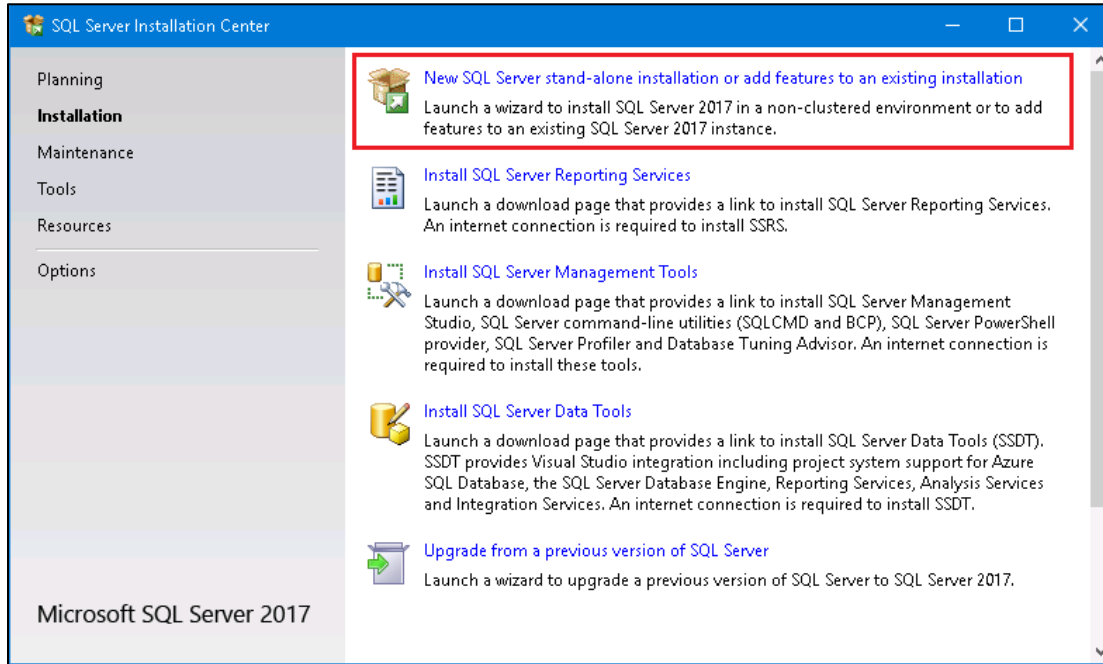 SQL Server Installation Center
Planning
Installation
Maintenance
Tools
Resources
Options
Microsoft SQL Server 2017
New SQL Server stand-alone installation or add features to an existing installation
Launch a wizard to install SQL Server 2017 in a non-clustered environment or to add
features to an existing SQL Server 2017 instance.
Install SQL Server Reporting Services
Launch a download page that provides a link to install SQL Server Reporting Services.
An internet connection is required to install SSRS.
Install SQL Server Management Tools
Launch a download page that provides a link to install SQL Server Management
Studio, SQL Server command-line utilities (SQLCMD and BCP), SQL Server PowerShell
provider, SQL Server Profiler and Database Tuning Advisor. An internet connection is
required to install these tools.
Install SQL Server Data Tools
Launch a download page that provides a link to install SQL Server Data Tools (SSDT).
SSDT provides Visual Studio integration including project system support for Azure
SQL Database, the SQL Server Database Engine, Reporting Services, Analysis Services
and Integration Services. An internet connection is required to install SSDT.
Upgrade from a previous version of SQL Server
Launch a wizard to upgrade a previous version of SQL Server to SQL Server 2017.